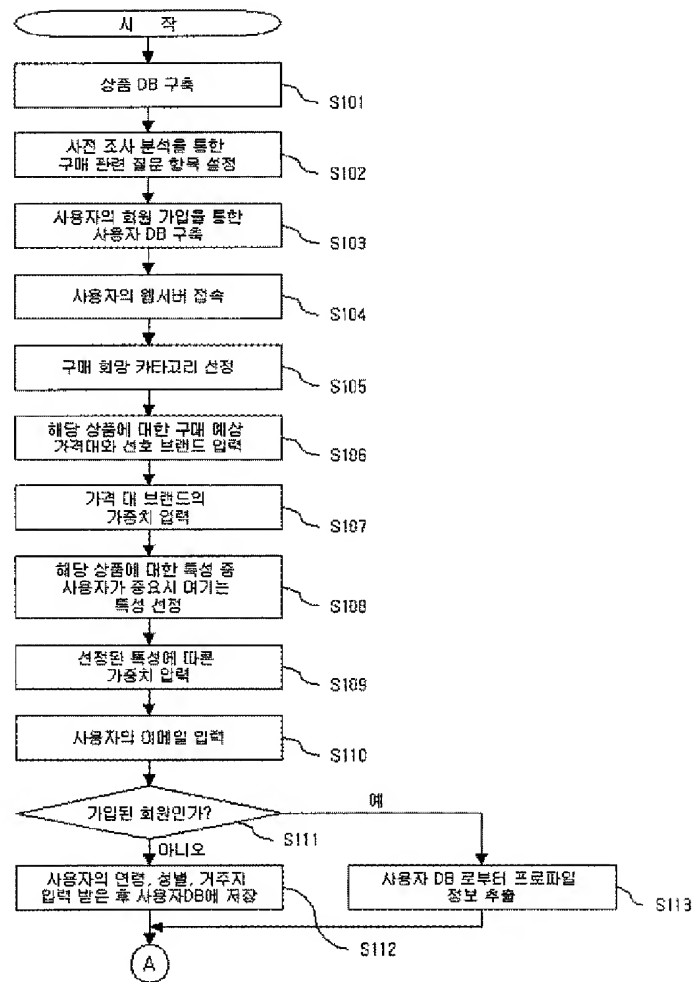 시 작
상품 DB 구축
S101
사전 조사 분석을 통한
구매 관련 질문 항목 설정
S102
사용자의 회원 가입을 통한
사용자 DB 구축
S103
사용자의 웹서버 접속
S104
구매 희망 카타고리 선정
S105
해당 상품에 대한 구매 예상
가격대와 선호 브랜드 입력
S106
가격 대 브랜드의
가중치 입력
S107
해당 상품에 대한 특성 중
사용자가 중요시 여기는
특성 선정
S108
선정된 특성에 따른
가중치 입력
S109
사용자의 이메일 입력
S110
가입된 회원인가?
예
S111
아니오
사용자의 연령, 성별, 거주지
입력 받은 후 사용자DB에 저장
S112
사용자 DB 로부터 프로파일
정보 추출
S113
A